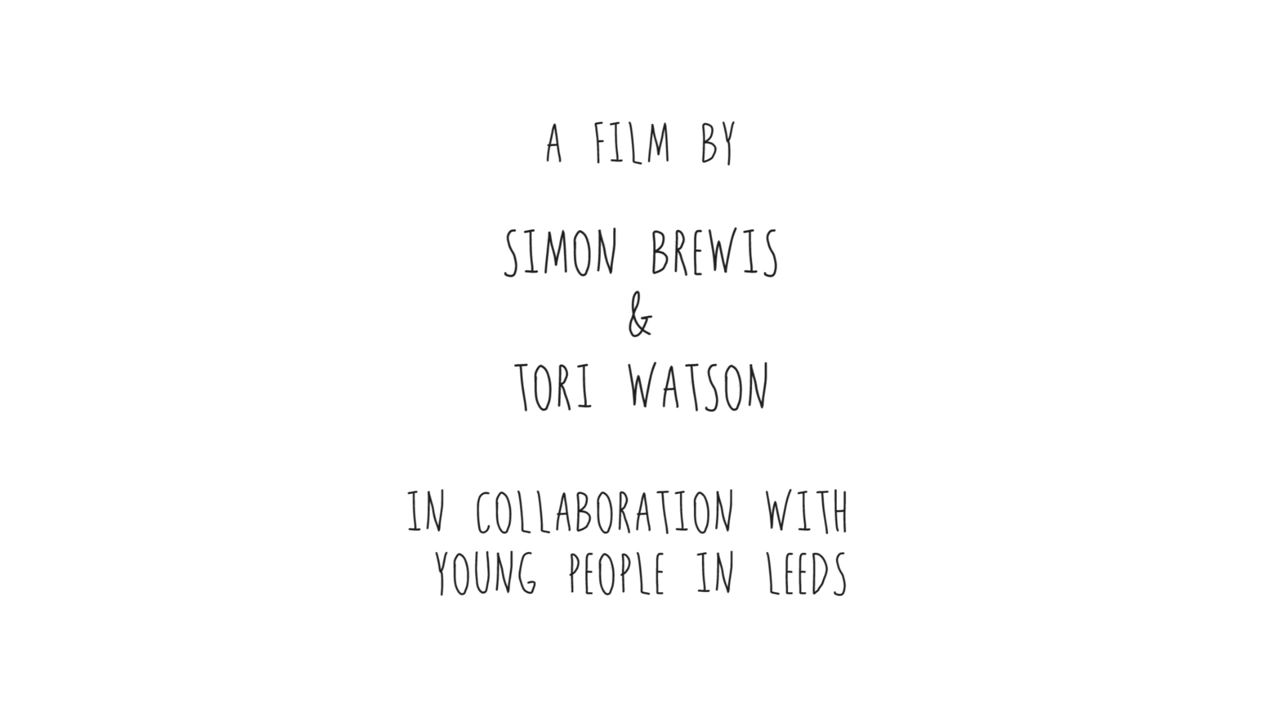 A FILM BY
SIMON BREWIS
&
TORI WATSON
IN COLLABORATION WITH
YOUNG PEOPLE IN LEEDS